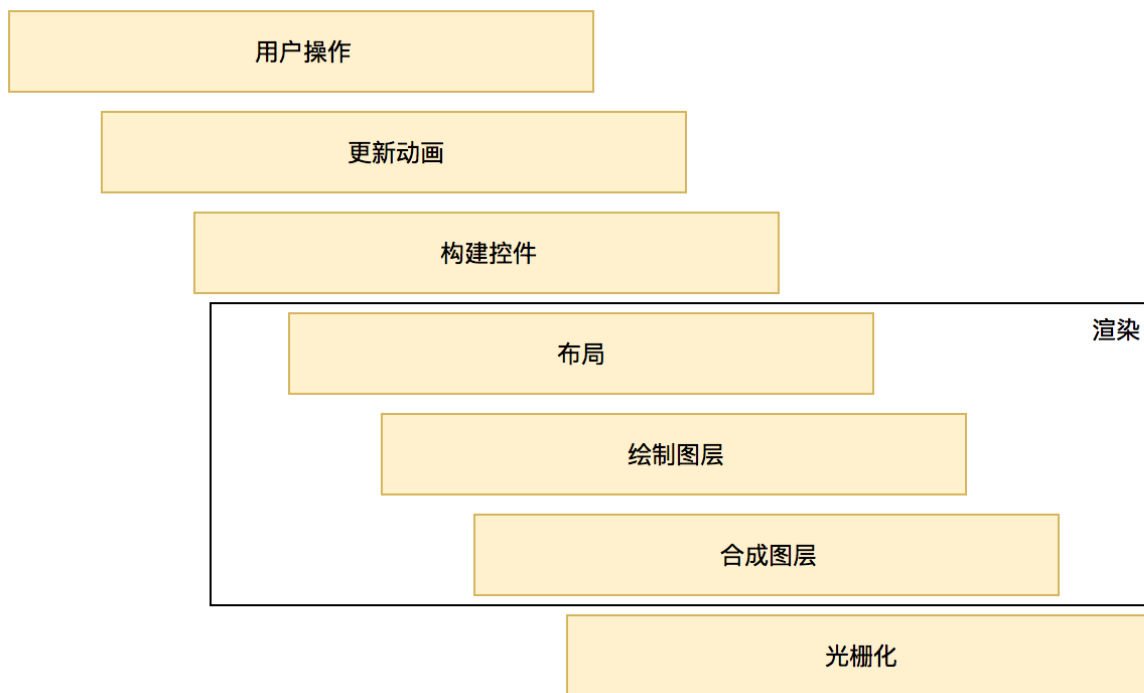 用户操作
更新动画
构建控件
渲染
布局
绘制图层
合成图层
光栅化